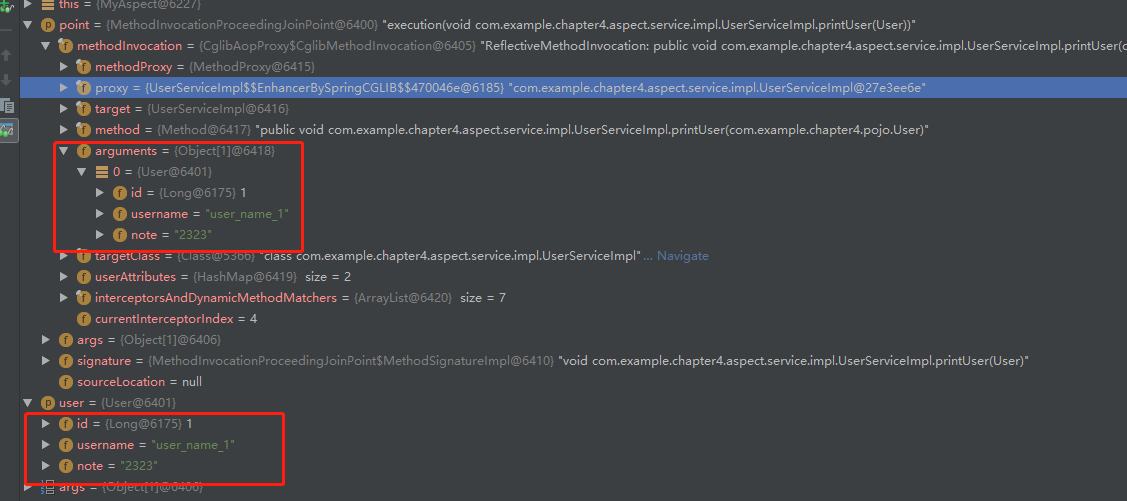 this = {MyAspect@6227}
point = {MethodInvocationProceedingJoinPoint@6400} "execution(void com.example.chapter4.aspect.service.impl.UserServiceImpl.printUser(User))"
methodInvocation = {CglibAopProxy$CglibMethodInvocation@6405} "ReflectiveMethodInvocation: public void com.example.chapter4.aspect.service.impl.UserServiceImpl.printUser(c
methodProxy = {MethodProxy@6415}
proxy = {UserServiceImpl$$EnhancerBySpringCGLIB$$470046e@6185} "com.example.chapter4.aspect.service.impl.UserServiceImpl@27e3ee6e"
target = {UserServiceImpl@6416}
method = {Method@6417} "public void com.example.chapter4.aspect.service.impl.UserServiceImpl.printUser(com.example.chapter4.pojo.User)"
arguments = {Object[1]@6418}
0 = {User@6401}
id = {Long@6175} 1
username = "user_name_1"
note = "2323"
targetClass = {Class@5366} "class com.example.chapter4.aspect.service.impl.UserServiceImpl" ... Navigate
userAttributes = {HashMap@6419} size = 2
interceptorsAndDynamicMethodMatchers = {ArrayList@6420} size = 7
currentInterceptorIndex = 4
args = {Object[1]@6406}
signature = {MethodInvocationProceedingJoinPoint$MethodSignatureImpl@6410} "void com.example.chapter4.aspect.service.impl.UserServiceImpl.printUser(User)"
sourceLocation = null
user = {User@6401}
id = {Long@6175} 1
username = "user_name_1"
note = "2323"
args = {Object[1]@6406}